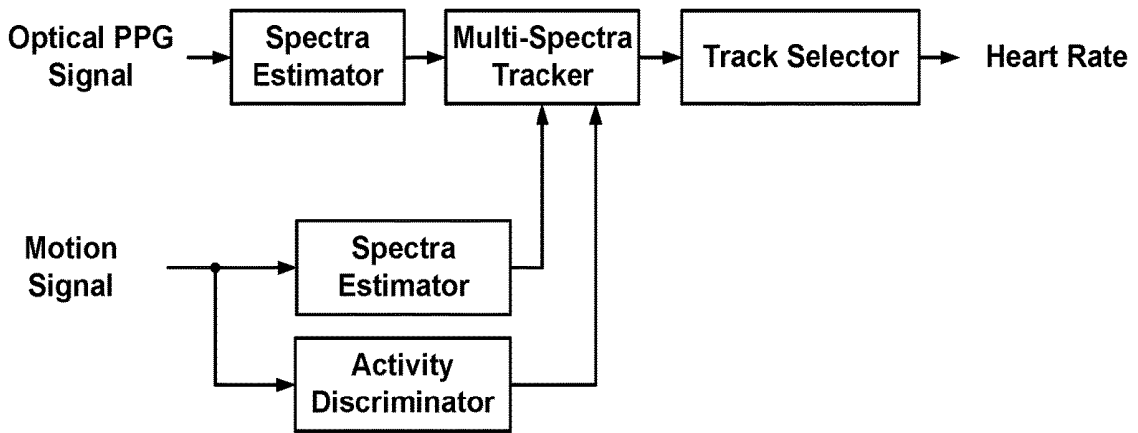 Optical PPG
Signal
Spectra
Estimator
Multi-Spectra
Tracker
Track Selector
Heart Rate
Motion
Signal
Spectra
Estimator
Activity
Discriminator